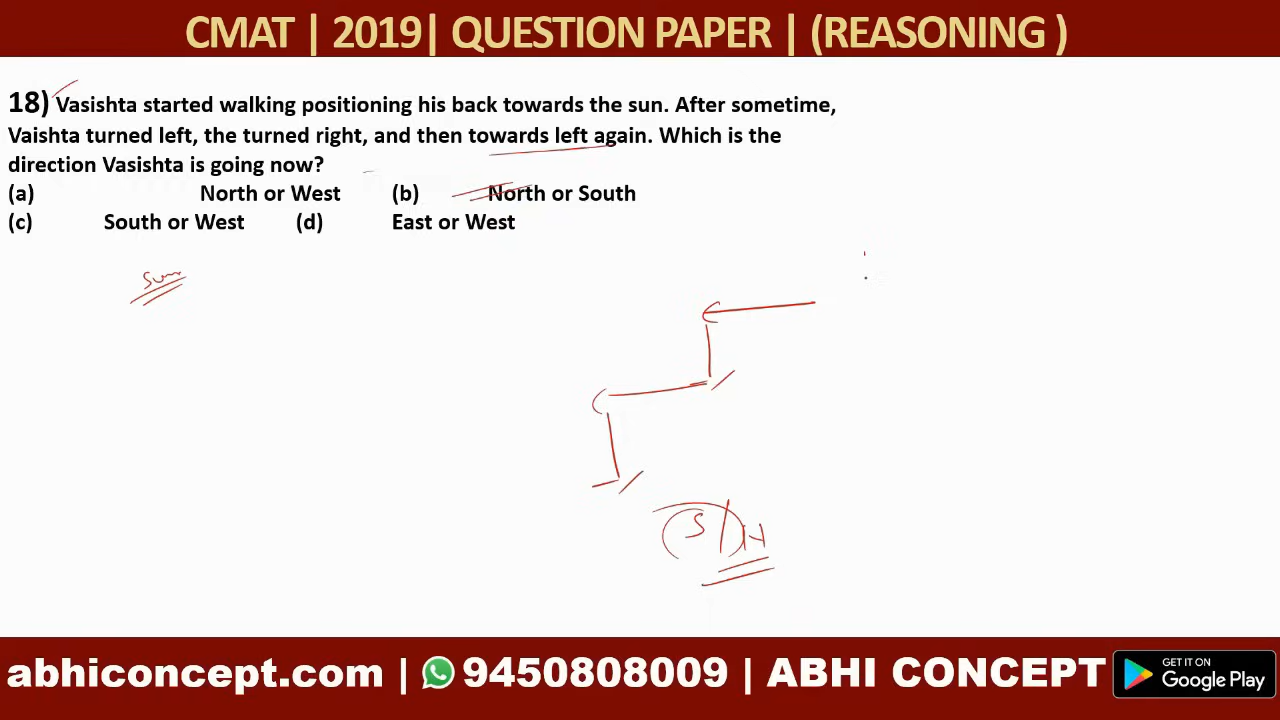 CMAT | 2019| QUESTION PAPER | (REASONING )
18) Vasishta started walking positioning his back towards the sun. After sometime,
Vaishta turned left, the turned right, and then towards left again. Which is the
direction Vasishta is going now?
(a) North or West (b) North or South
(c) South or West (d) East or West
Sun
S
N
abhiconcept.com | 9450808009 | ABHI CONCEPT
GET IT ON
Google Play